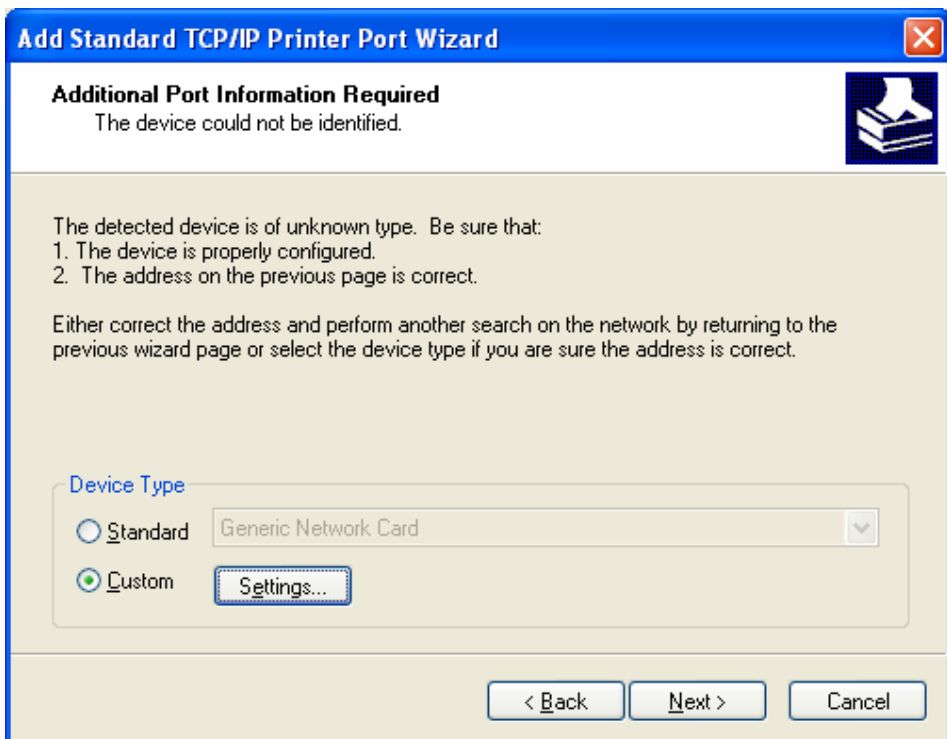 Add Standard TCP/IP Printer Port Wizard
Additional Port Information Required
The device could not be identified.
The detected device is of unknown type.  Be sure that:
1. The device is properly configured.
2.  The address on the previous page is correct.
Either correct the address and perform another search on the network by returning to the
previous wizard page or select the device type if you are sure the address is correct.
Device Type
Standard
Generic Network Card
Custom
Settings...
< Back
Next >
Cancel